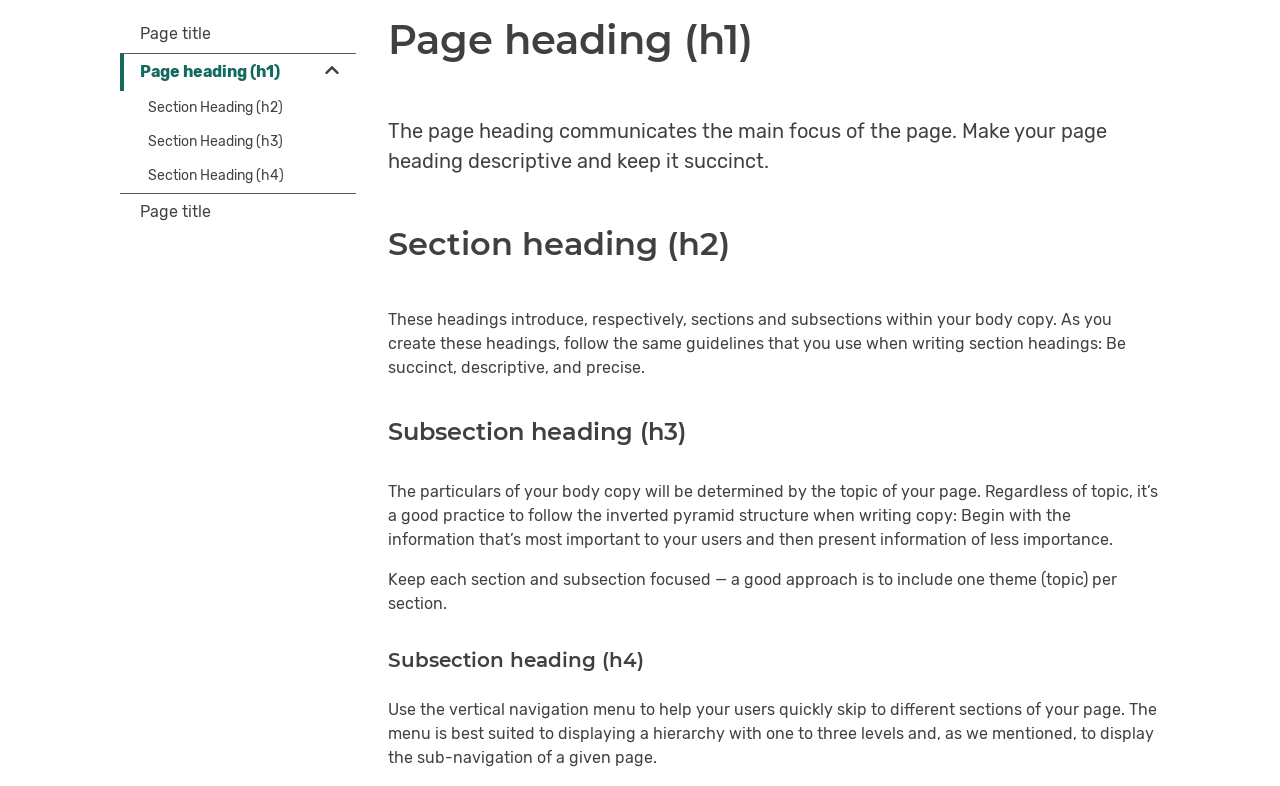 Page title
Page heading (h1)
Section Heading (h2)
Section Heading (h3)
Section Heading (h4)
Page title
Page heading (h1)
The page heading communicates the main focus of the page. Make your page
heading descriptive and keep it succinct.
Section heading (h2)
These headings introduce, respectively, sections and subsections within your body copy. As you
create these headings, follow the same guidelines that you use when writing section headings: Be
succinct, descriptive, and precise.
Subsection heading (h3)
The particulars of your body copy will be determined by the topic of your page. Regardless of topic, it’s
a good practice to follow the inverted pyramid structure when writing copy: Begin with the
information that’s most important to your users and then present information of less importance.
Keep each section and subsection focused — a good approach is to include one theme (topic) per
section.
Subsection heading (h4)
Use the vertical navigation menu to help your users quickly skip to different sections of your page. The
menu is best suited to displaying a hierarchy with one to three levels and, as we mentioned, to display
the sub-navigation of a given page.